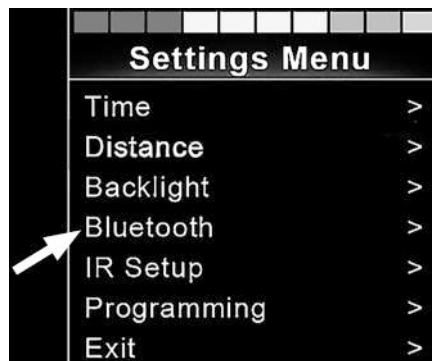 Settings Menu
Time >
Distance >
Backlight >
Bluetooth >
IR Setup >
Programming >
Exit >